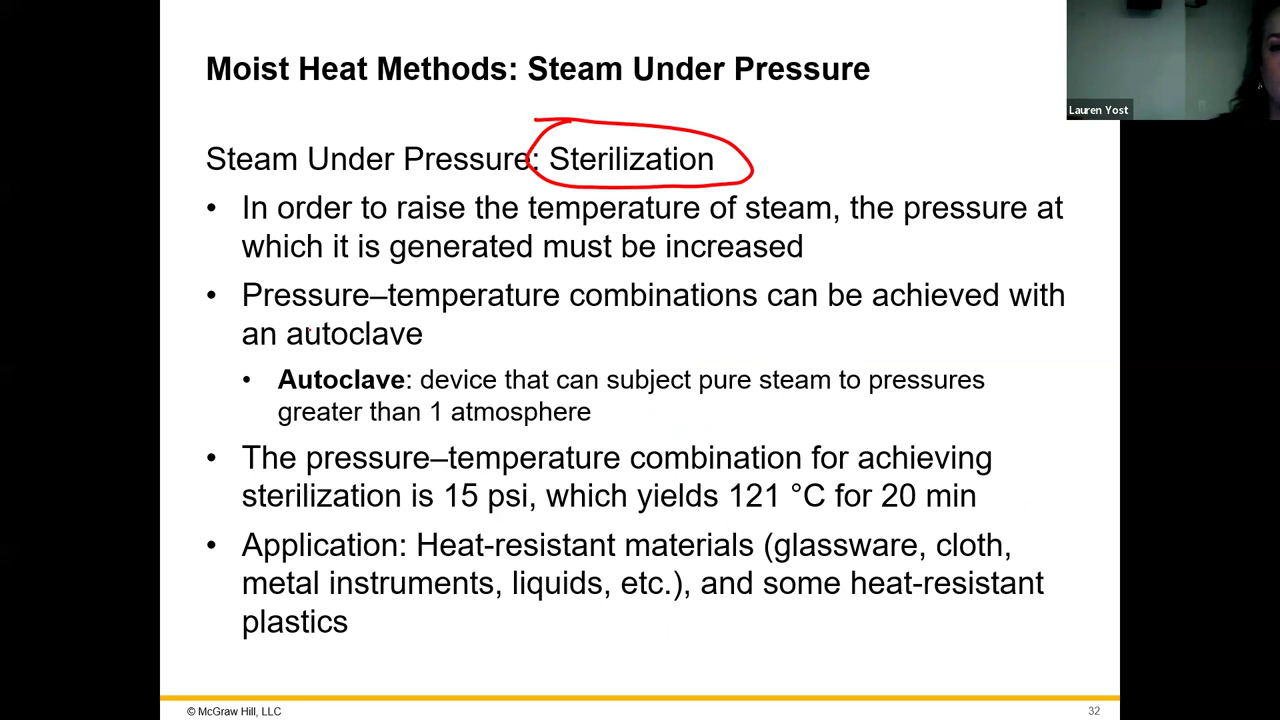 Moist Heat Methods: Steam Under Pressure
Lauren Yost
Steam Under Pressure: Sterilization
• In order to raise the temperature of steam, the pressure at
which it is generated must be increased
• Pressure–temperature combinations can be achieved with
an autoclave
• Autoclave: device that can subject pure steam to pressures
greater than 1 atmosphere
• The pressure–temperature combination for achieving
sterilization is 15 psi, which yields 121 °C for 20 min
• Application: Heat-resistant materials (glassware, cloth,
metal instruments, liquids, etc.), and some heat-resistant
plastics
© McGraw Hill, LLC
32